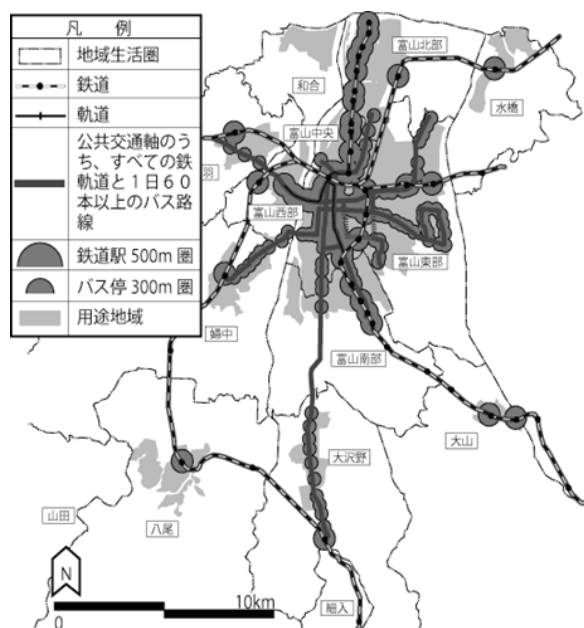 凡 例
地域生活圏
鉄道
軌道
公共交通軸のう
ち、すべての鉄
軌道と1日60
本以上のバス路
線
鉄道駅 500m 圏
バス停 300m 圏
用途地域
富山北部
和合
水橋
富山中央
羽
富山西部
富山東部
婦中
富山南部
大山
大沢野
山田
八尾
細入
N
0
10km